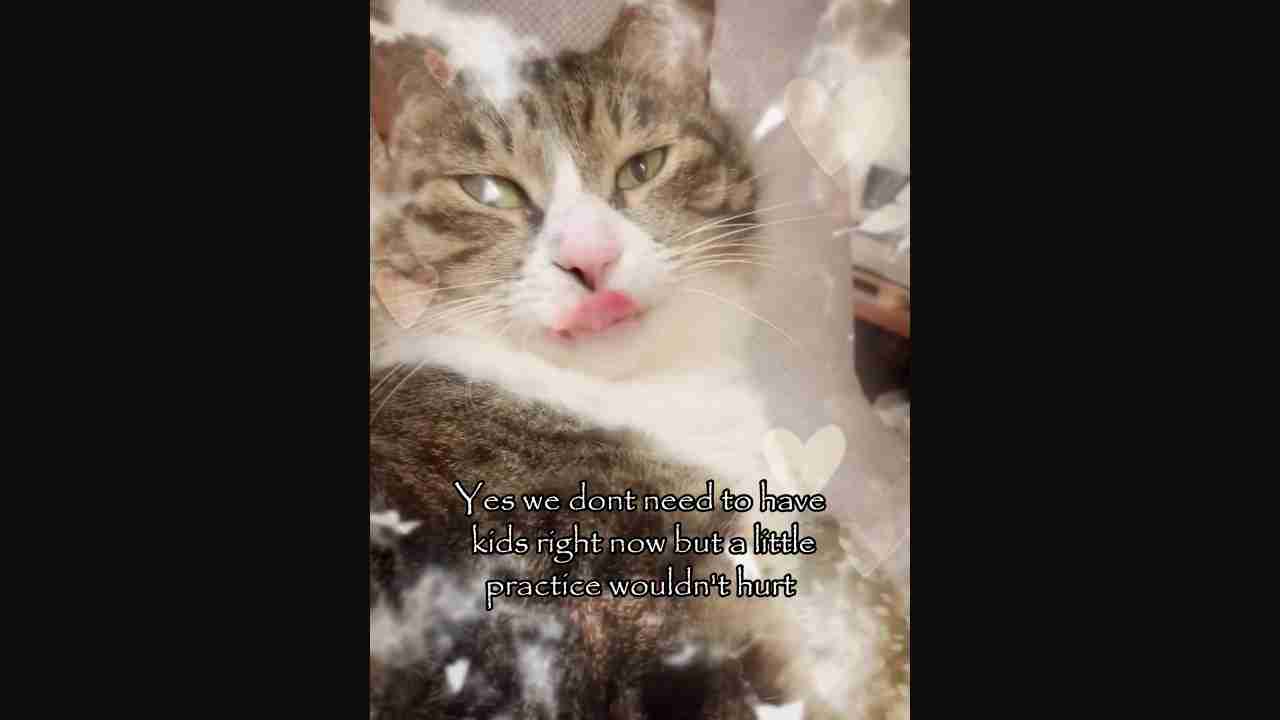 Yes we dont need to have
kids right now but a little
practice wouldn't hurt